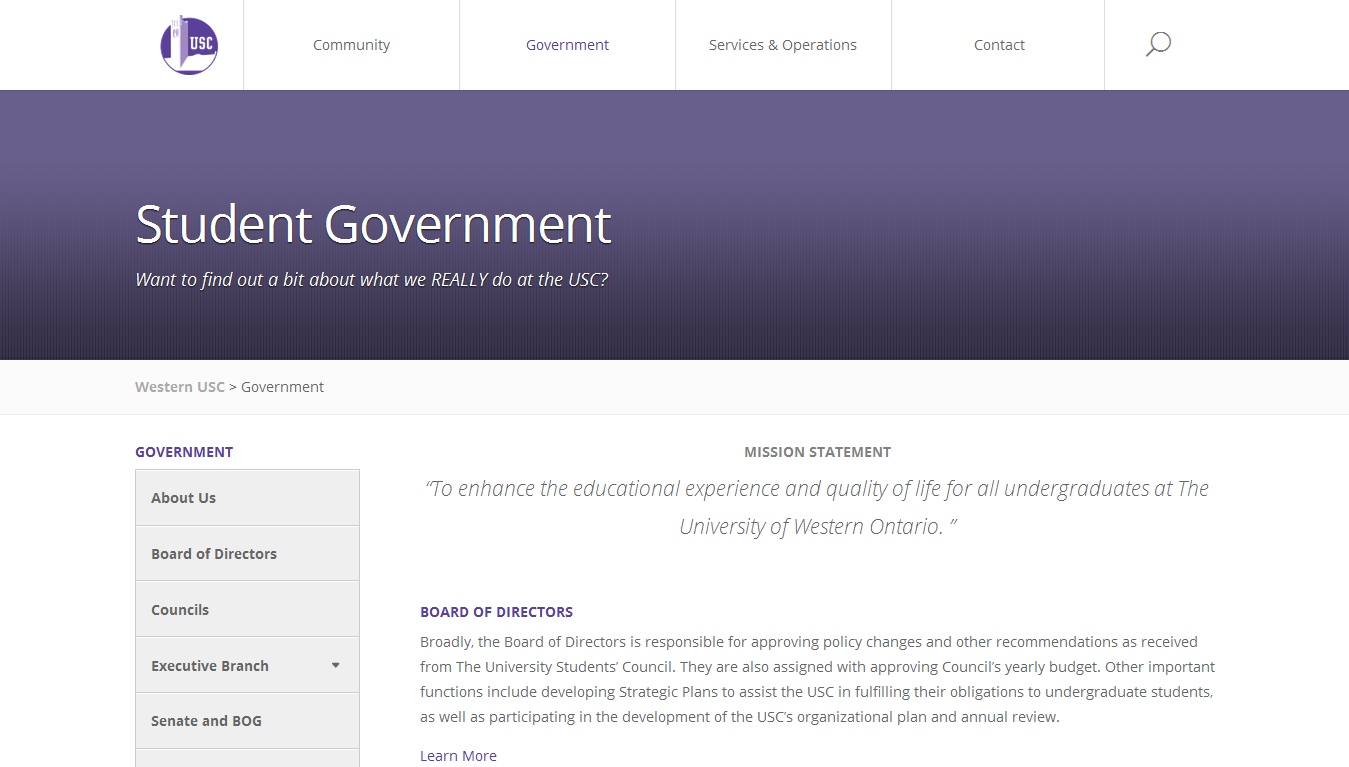 USC
Community
Government
Services & Operations
Contact
Student Government
Want to find out a bit about what we REALLY do at the USC?
Western USC > Government
GOVERNMENT
About Us
Board of Directors
Councils
Executive Branch
Senate and BOG
MISSION STATEMENT
“To enhance the educational experience and quality of life for all undergraduates at The
University of Western Ontario. ”
BOARD OF DIRECTORS
Broadly, the Board of Directors is responsible for approving policy changes and other recommendations as received
from The University Students’ Council. They are also assigned with approving Council’s yearly budget. Other important
functions include developing Strategic Plans to assist the USC in fulfilling their obligations to undergraduate students,
as well as participating in the development of the USC’s organizational plan and annual review.
Learn More